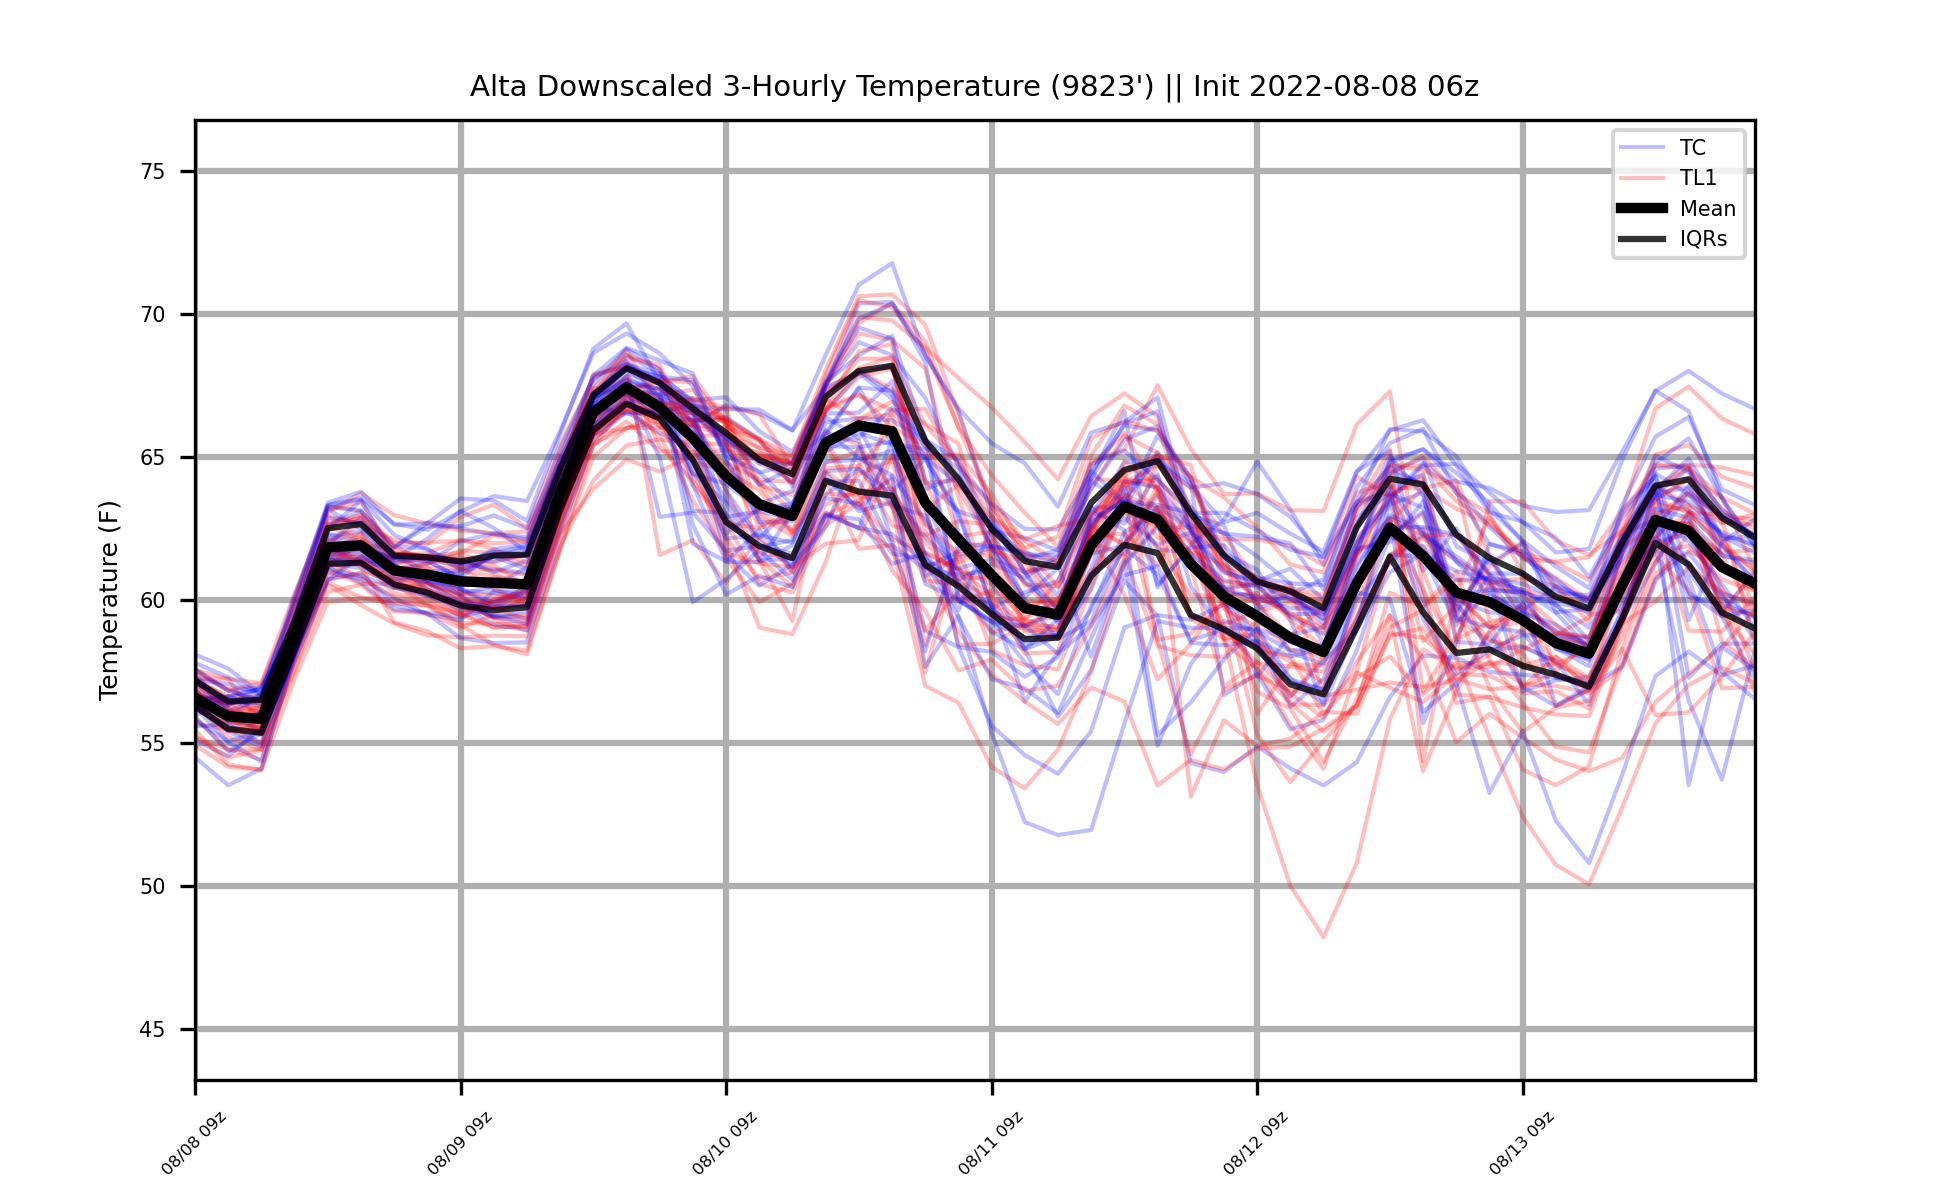 Alta Downscaled 3-Hourly Temperature (9823') || Init 2022-08-08 06z
TC
TL1
Mean
IQRs
Temperature (F)
75
70
65
60
55
50
45
08/08 09z
08/09 09z
08/10 09z
08/11 09z
08/12 09z
08/13 09z